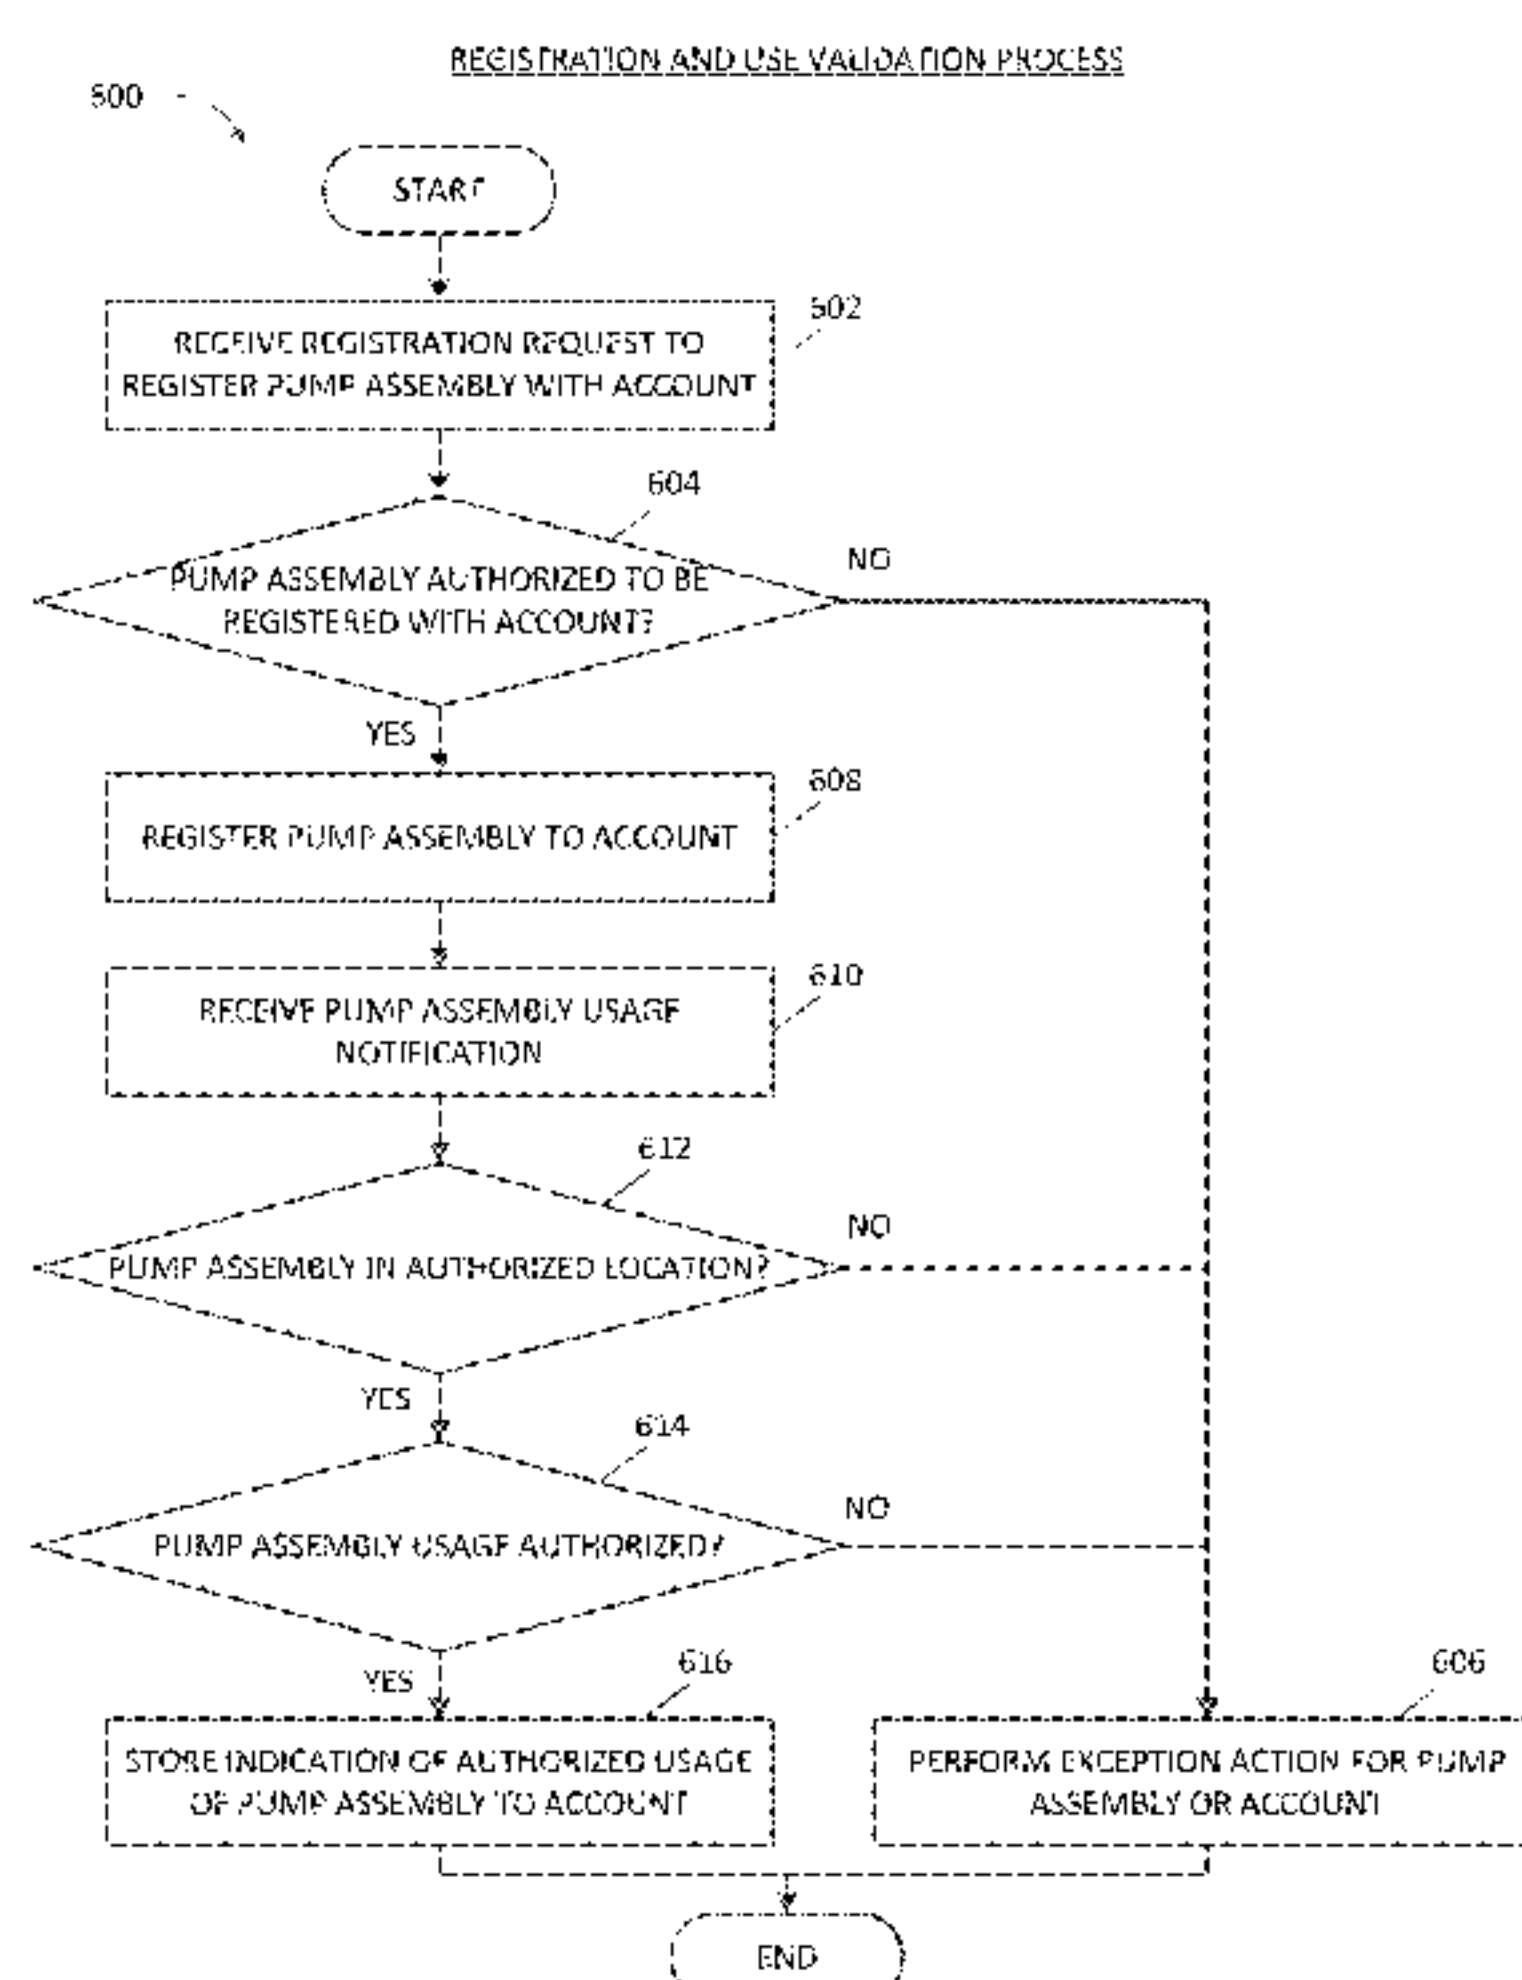 REGISTRATION AND USE VALIDATION PROCESS
600
START
602
RECEIVE REGISTRATION REQUEST TO
REGISTER PUMP ASSEMBLY WITH ACCOUNT
604
PUMP ASSEMBLY AUTHORIZED TO BE
REGISTERED WITH ACCOUNT?
NO
YES
608
REGISTER PUMP ASSEMBLY TO ACCOUNT
610
RECEIVE PUMP ASSEMBLY USAGE
NOTIFICATION
612
PUMP ASSEMBLY IN AUTHORIZED LOCATION?
NO
YES
614
PUMP ASSEMBLY USAGE AUTHORIZED?
NO
YES
616
STORE INDICATION OF AUTHORIZED USAGE
OF PUMP ASSEMBLY TO ACCOUNT
606
PERFORM EXCEPTION ACTION FOR PUMP
ASSEMBLY OR ACCOUNT
END